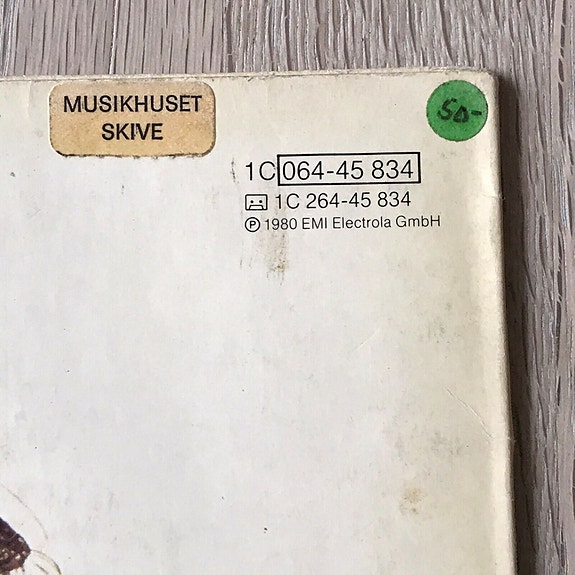 MUSIKHUSET
SKIVE
50-
1C 064-45 834
1C 264-45 834
Ⓟ 1980 EMI Electrola GmbH